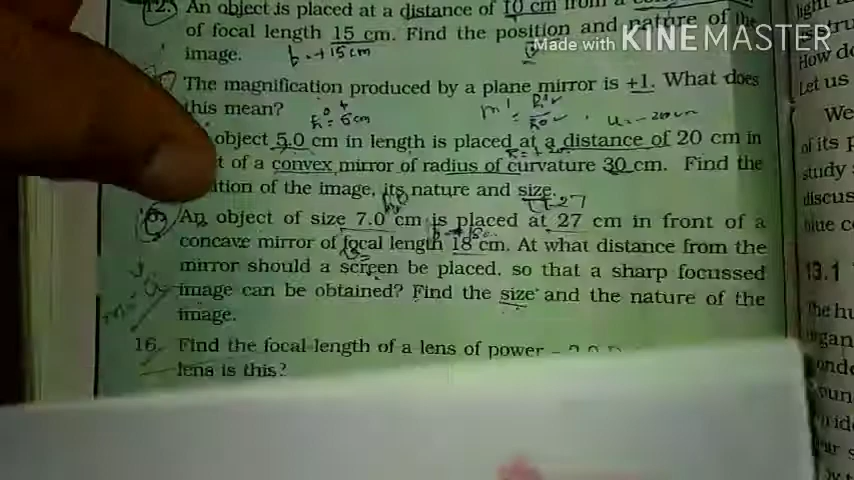 12. An object is placed at a distance of 10 cm from a
of focal length 15 cm. Find the position and nature of the
image. f = +15cm
Made with KINEMASTER
The magnification produced by a plane mirror is +1. What does
this mean?
object 5.0 cm in length is placed at a distance of 20 cm in
of a convex mirror of radius of curvature 30 cm. Find the
of the image, its nature and size.
u=-27
An object of size 7.0 cm is placed at 27 cm in front of a
concave mirror of focal length 18 cm. At what distance from the
mirror should a screen be placed, so that a sharp focussed
image can be obtained? Find the size and the nature of the
image.
16. Find the focal length of a lens of power
lens is this?
light
How do
Let us
We
of its
study
discus
blue
13.1
The hu